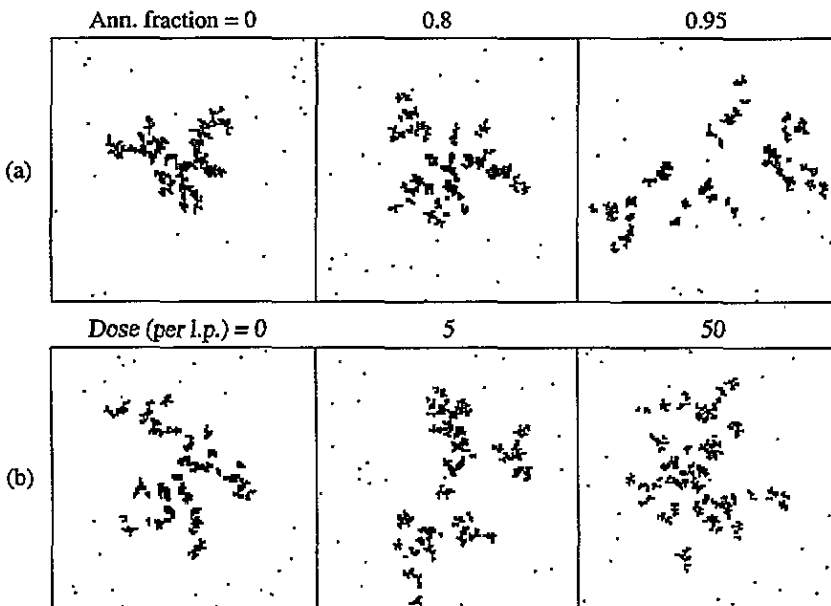 Ann. fraction = 0 0.8 0.95
(a)
Dose (per l.p.) = 0 5 50
(b)